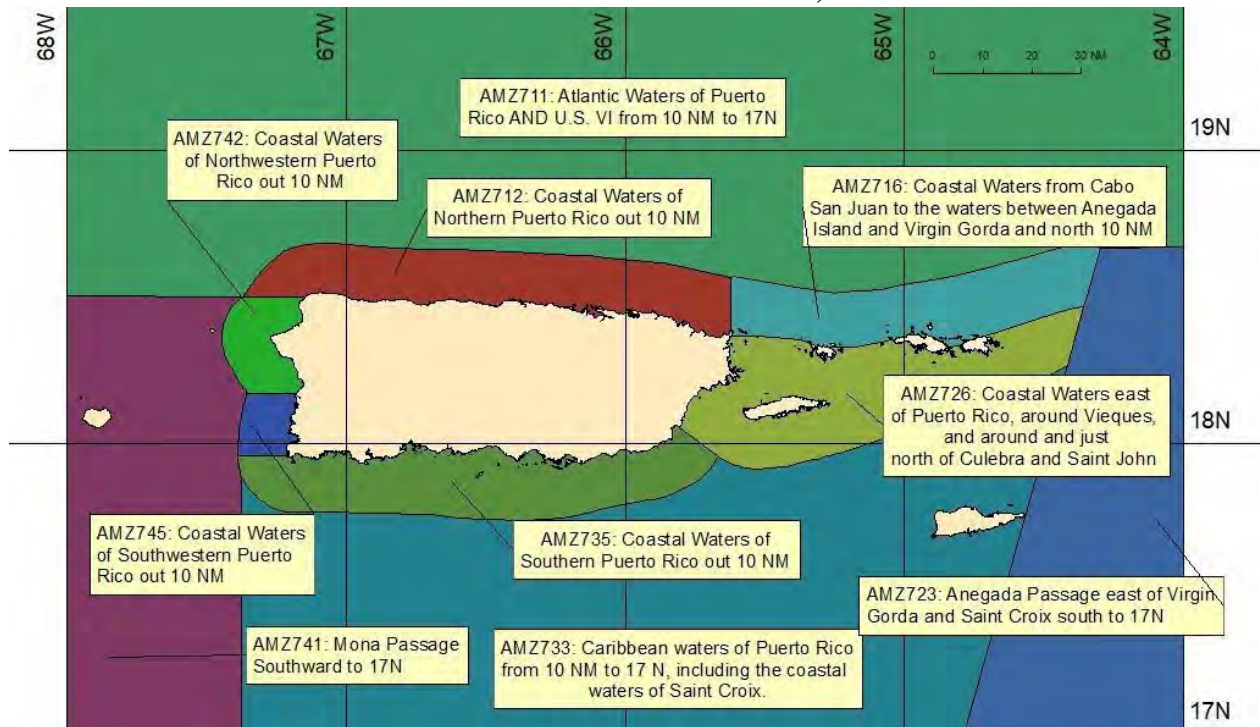 68W
67W
66W
65W
64W
0 10 20 30 NM
AMZ711: Atlantic Waters of Puerto
Rico AND U.S. VI from 10 NM to 17N
19N
AMZ742: Coastal Waters
of Northwestern Puerto
Rico out 10 NM
AMZ712: Coastal Waters of
Northern Puerto Rico out 10 NM
AMZ716: Coastal Waters from Cabo
San Juan to the waters between Anegada
Island and Virgin Gorda and north 10 NM
AMZ726: Coastal Waters east
of Puerto Rico, around Vieques,
and around and just
north of Culebra and Saint John
18N
AMZ745: Coastal Waters
of Southwestern Puerto
Rico out 10 NM
AMZ735: Coastal Waters of
Southern Puerto Rico out 10 NM
AMZ723: Anegada Passage east of Virgin
Gorda and Saint Croix south to 17N
AMZ741: Mona Passage
Southward to 17N
AMZ733: Caribbean waters of Puerto Rico
from 10 NM to 17 N, including the coastal
waters of Saint Croix.
17N